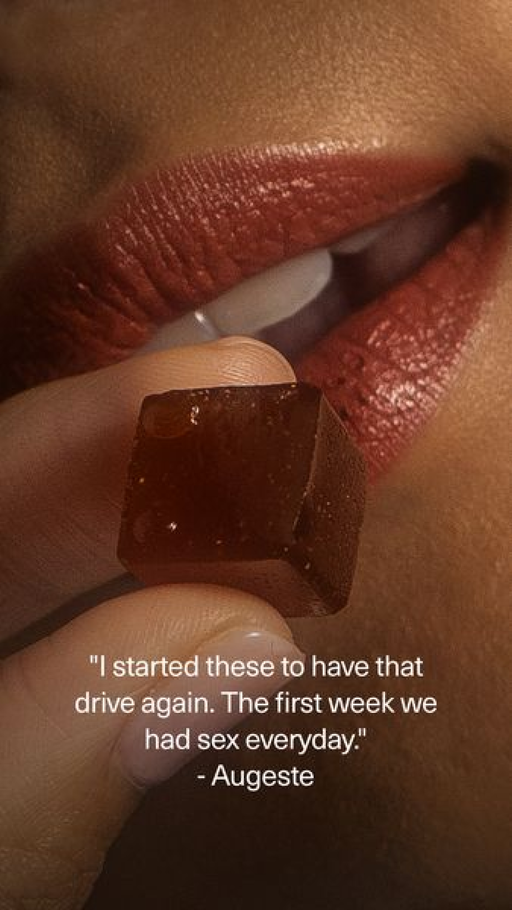 "I started these to have that
drive again. The first week we
had sex everyday."
- Augeste